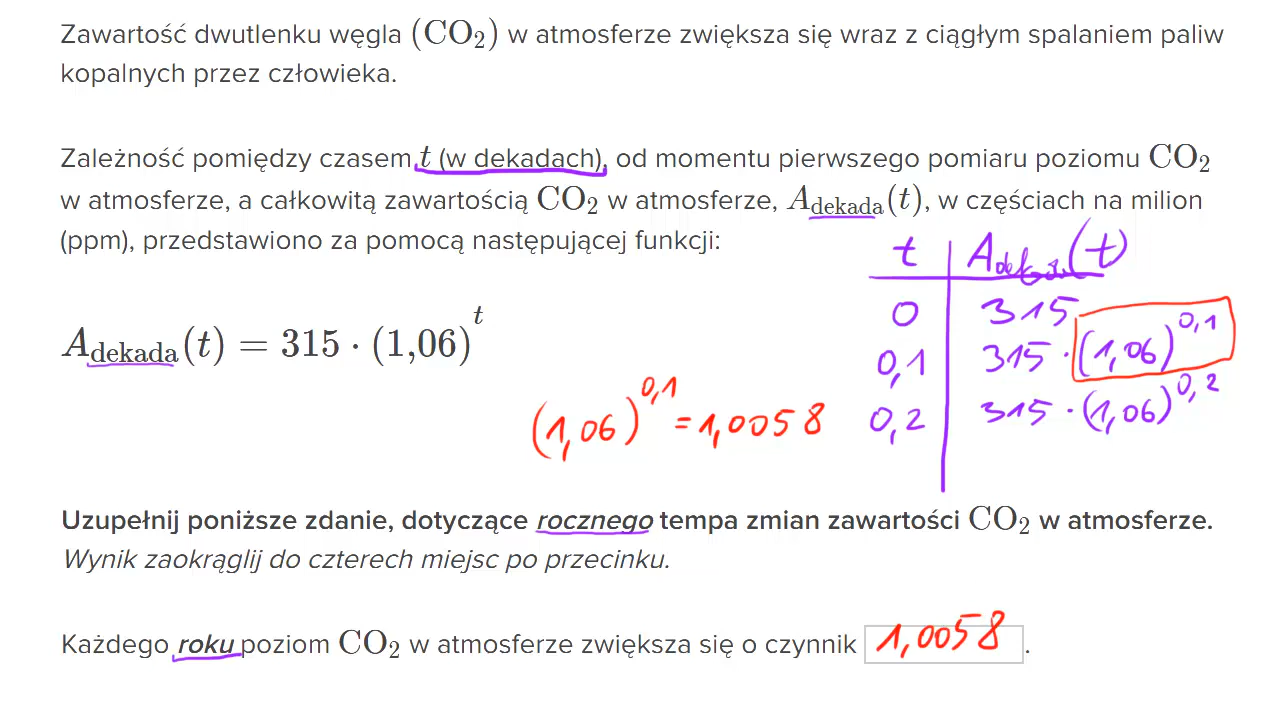 Zawartość dwutlenku węgla (CO₂) w atmosferze zwiększa się wraz z ciągłym spalaniem paliw
kopalnych przez człowieka.
Zależność pomiędzy czasem t (w dekadach), od momentu pierwszego pomiaru poziomu CO₂
w atmosferze, a całkowitą zawartością CO₂ w atmosferze, A_dekada(t), w częściach na milion
(ppm), przedstawiono za pomocą następującej funkcji:
t | A_dekada(t)
0 | 315
A_dekada(t) = 315 · (1,06)^t
0,1 | 315 · (1,06)^0,1
0,2 | 315 · (1,06)^0,2
(1,06)^0,1 = 1,0058
Uzupełnij poniższe zdanie, dotyczące rocznego tempa zmian zawartości CO₂ w atmosferze.
Wynik zaokrąglij do czterech miejsc po przecinku.
Każdego roku poziom CO₂ w atmosferze zwiększa się o czynnik 1,0058.